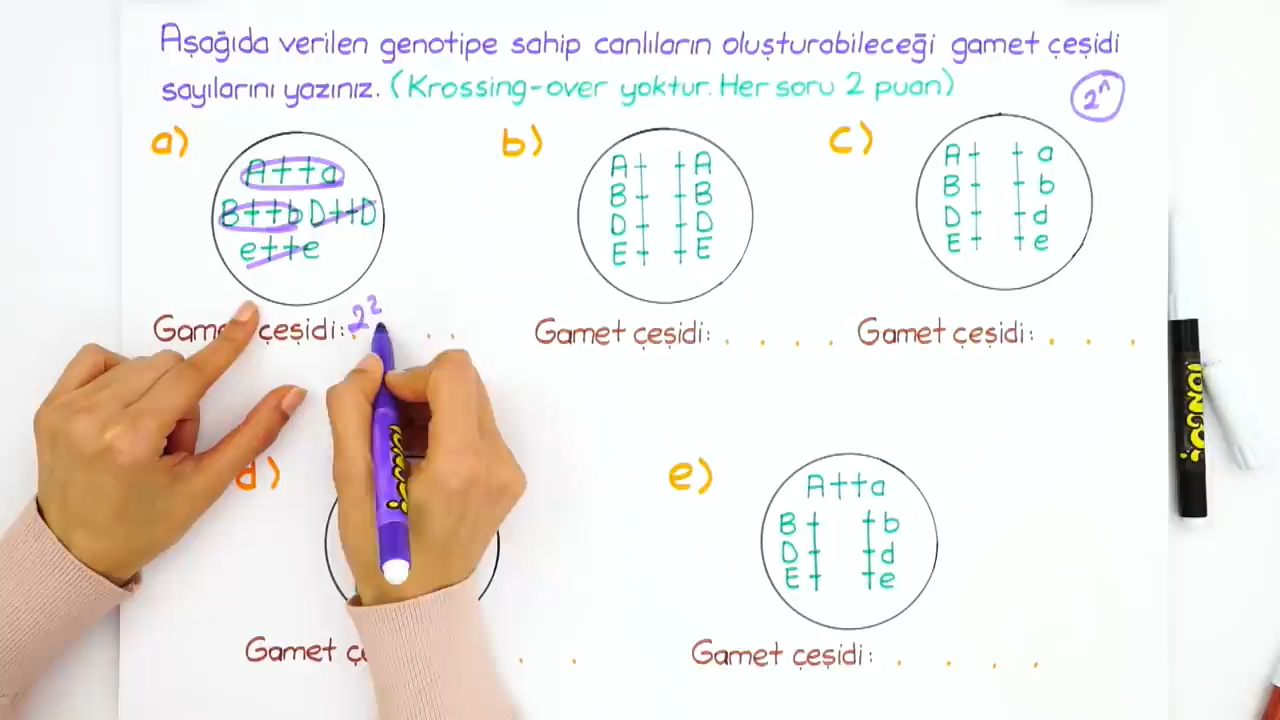 Aşağıda verilen genotipe sahip canlıların oluşturabileceği gamet çeşidi
sayılarını yazınız. (Krossing-over yoktur. Her soru 2 puan)
2ⁿ
a)
A++a
B++b D++D
e++e
Gamet çeşidi: 2²
b)
A A
B B
D D
E E
Gamet çeşidi: . . . .
c)
A a
B b
D d
E e
Gamet çeşidi: . . .
d)
Gamet
e)
A++a
B b
D d
E e
Gamet çeşidi: . . . .